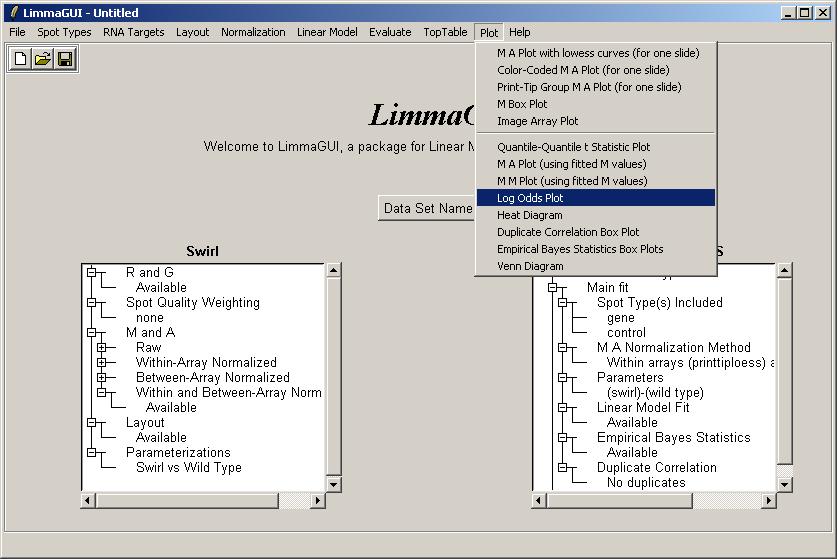 LimmaGUI - Untitled
File Spot Types RNA Targets Layout Normalization Linear Model Evaluate TopTable Plot Help
M A Plot with lowess curves (for one slide)
Color-Coded M A Plot (for one slide)
Print-Tip Group M A Plot (for one slide)
M Box Plot
Image Array Plot
Quantile-Quantile t Statistic Plot
M A Plot (using fitted M values)
M M Plot (using fitted M values)
Log Odds Plot
Heat Diagram
Duplicate Correlation Box Plot
Empirical Bayes Statistics Box Plots
Venn Diagram
LimmaG
Welcome to LimmaGUI, a package for Linear M
Data Set Name
Swirl
R and G
Available
Spot Quality Weighting
none
M and A
Raw
Within-Array Normalized
Between-Array Normalized
Within and Between-Array Norm
Available
Layout
Available
Parameterizations
Swirl vs Wild Type
S
Main fit
Spot Type(s) Included
gene
control
M A Normalization Method
Within arrays (printtiploess) a
Parameters
(swirl)-(wild type)
Linear Model Fit
Available
Empirical Bayes Statistics
Available
Duplicate Correlation
No duplicates